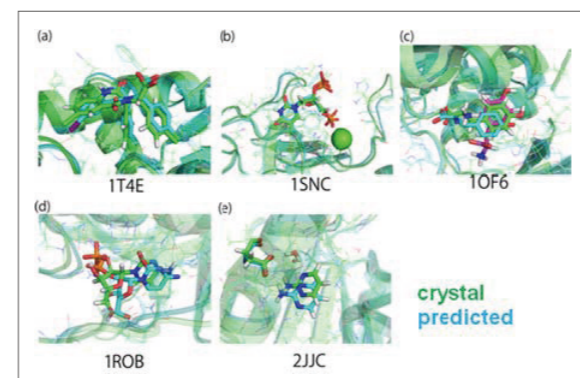 (a)
(b)
(c)
1T4E
1SNC
1OF6
(d)
(e)
1ROB
2JJC
crystal
predicted